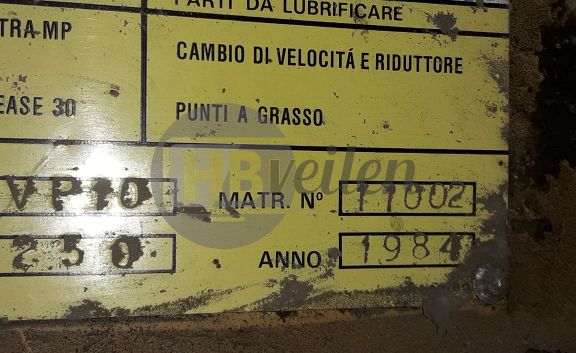 PARTI DA LUBRIFICARE
TRA-MP
CAMBIO DI VELOCITÁ E RIDUTTORE
EASE 30
PUNTI A GRASSO
HBveilen
VP10 MATR. Nº 11002
230 ANNO 1984